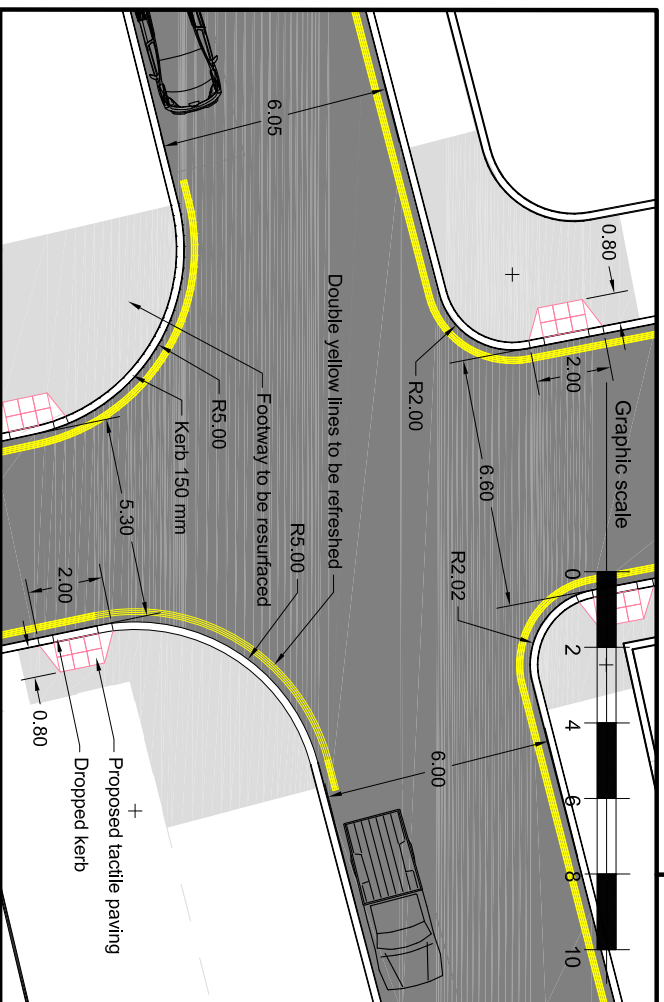 Graphic scale
0
2
4
6
8
10
0.80
2.00
6.05
R2.00
6.60
R2.02
Double yellow lines to be refreshed
Footway to be resurfaced
R5.00
Kerb 150 mm
R5.00
5.30
6.00
2.00
0.80
Proposed tactile paving
Dropped kerb